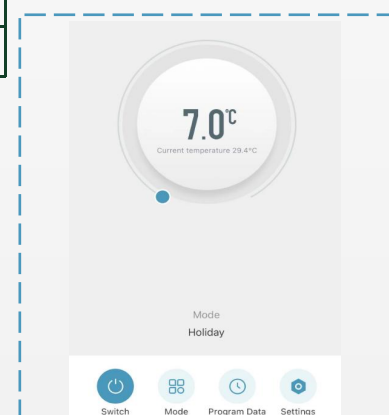 7.0℃
Current temperature 29.4°C
Mode
Holiday
Switch Mode Program Data Settings